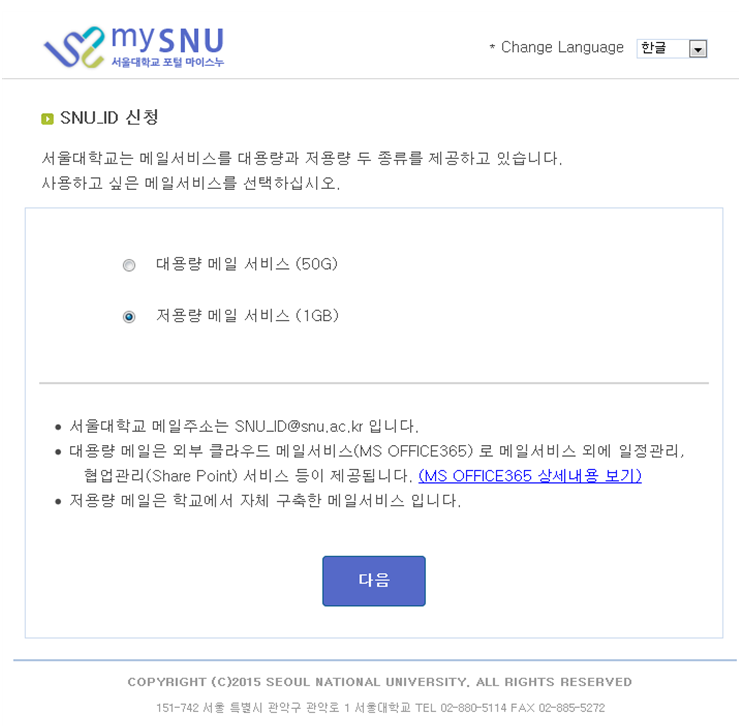 mySNU
서울대학교 포털 마이스누
* Change Language 한글
SNU_ID 신청
서울대학교는 메일서비스를 대용량과 저용량 두 종류를 제공하고 있습니다.
사용하고 싶은 메일서비스를 선택하십시오.
대용량 메일 서비스 (50G)
저용량 메일 서비스 (1GB)
• 서울대학교 메일주소는 SNU_ID@snu.ac.kr 입니다.
• 대용량 메일은 외부 클라우드 메일서비스(MS OFFICE365) 로 메일서비스 외에 일정관리,
협업관리(Share Point) 서비스 등이 제공됩니다. (MS OFFICE365 상세내용 보기)
• 저용량 메일은 학교에서 자체 구축한 메일서비스 입니다.
다음
COPYRIGHT (C)2015 SEOUL NATIONAL UNIVERSITY. ALL RIGHTS RESERVED
151-742 서울 특별시 관악구 관악로 1 서울대학교 TEL 02-880-5114 FAX 02-885-5272